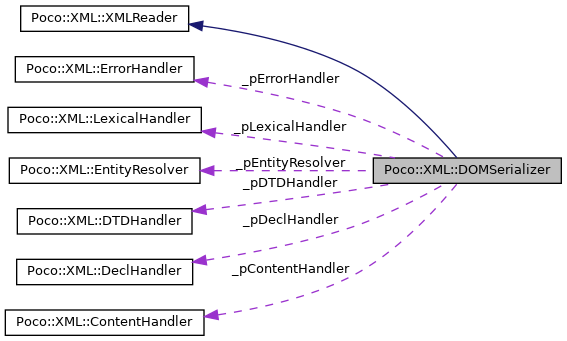 Poco::XML::XMLReader
Poco::XML::ErrorHandler
_pErrorHandler
Poco::XML::LexicalHandler
_pLexicalHandler
Poco::XML::EntityResolver
_pEntityResolver
Poco::XML::DOMSerializer
_pDTDHandler
Poco::XML::DTDHandler
_pDeclHandler
Poco::XML::DeclHandler
_pContentHandler
Poco::XML::ContentHandler